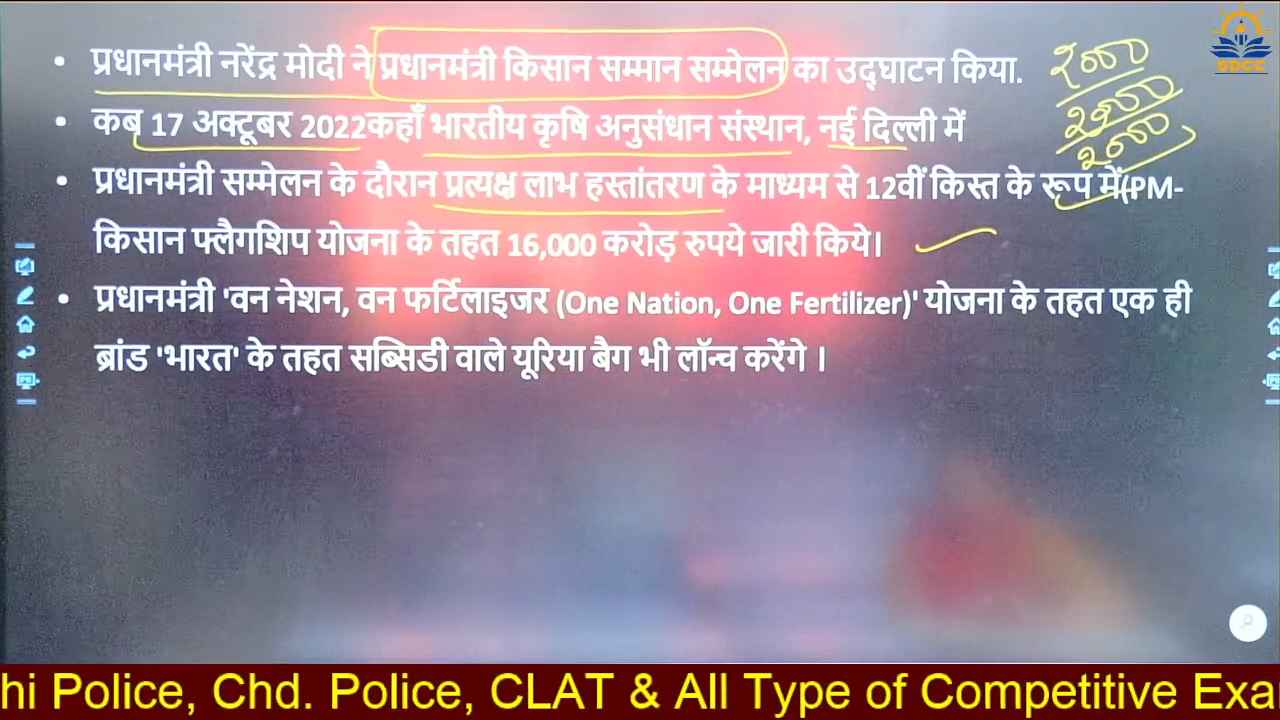 प्रधानमंत्री नरेंद्र मोदी ने प्रधानमंत्री किसान सम्मान सम्मेलन का उद्घाटन किया.
2000
2000
2000
GDCC
कब 17 अक्टूबर 2022कहाँ भारतीय कृषि अनुसंधान संस्थान, नई दिल्ली में
प्रधानमंत्री सम्मेलन के दौरान प्रत्यक्ष लाभ हस्तांतरण के माध्यम से 12वीं किस्त के रूप में(PM-
किसान फ्लैगशिप योजना के तहत 16,000 करोड़ रुपये जारी किये।
प्रधानमंत्री 'वन नेशन, वन फर्टिलाइजर (One Nation, One Fertilizer)' योजना के तहत एक ही
ब्रांड 'भारत' के तहत सब्सिडी वाले यूरिया बैग भी लॉन्च करेंगे ।
hi Police, Chd. Police, CLAT & All Type of Competitive Exa